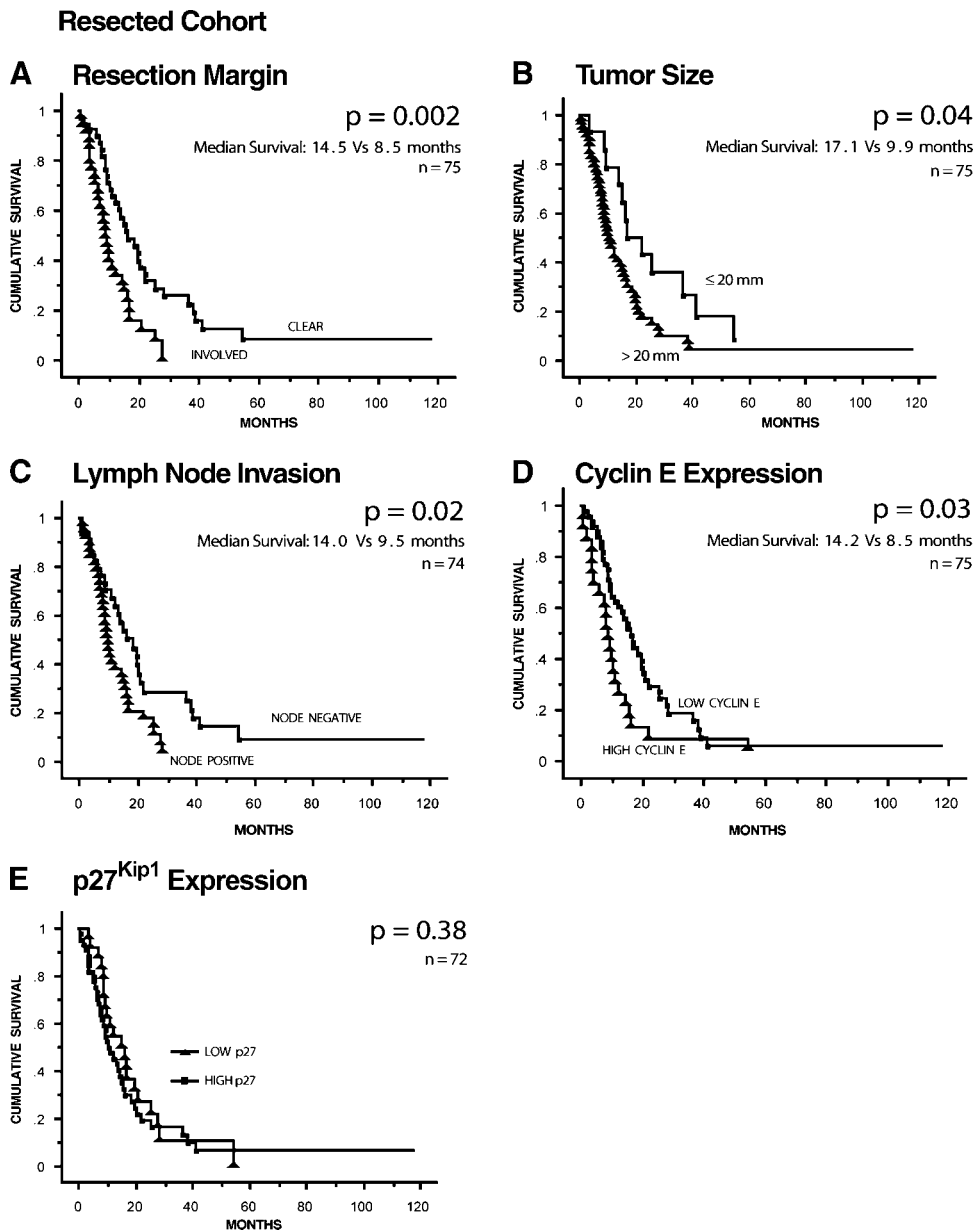 Resected Cohort
A Resection Margin
p = 0.002
Median Survival: 14.5 Vs 8.5 months
n = 75
CUMULATIVE SURVIVAL
1
.8
.6
.4
.2
0
CLEAR
INVOLVED
0 20 40 60 80 100 120
MONTHS
B Tumor Size
p = 0.04
Median Survival: 17.1 Vs 9.9 months
n = 75
CUMULATIVE SURVIVAL
1
.8
.6
.4
.2
0
≤ 20 mm
> 20 mm
0 20 40 60 80 100 120
MONTHS
C Lymph Node Invasion
p = 0.02
Median Survival: 14.0 Vs 9.5 months
n = 74
CUMULATIVE SURVIVAL
1
.8
.6
.4
.2
0
NODE NEGATIVE
NODE POSITIVE
0 20 40 60 80 100 120
MONTHS
D Cyclin E Expression
p = 0.03
Median Survival: 14.2 Vs 8.5 months
n = 75
CUMULATIVE SURVIVAL
1
.8
.6
.4
.2
0
LOW CYCLIN E
HIGH CYCLIN E
0 20 40 60 80 100 120
MONTHS
E p27Kip1 Expression
p = 0.38
n = 72
CUMULATIVE SURVIVAL
1
.8
.6
.4
.2
0
LOW p27
HIGH p27
0 20 40 60 80 100 120
MONTHS